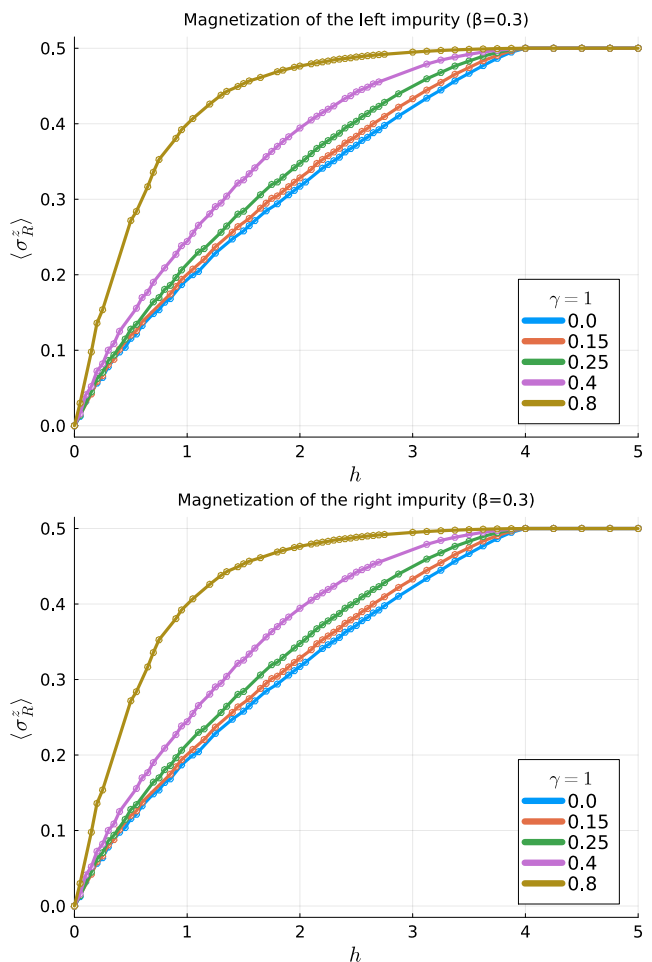 Magnetization of the left impurity (β=0.3)
0.5
0.4
0.3
0.2
0.1
0.0
⟨σ_R^z⟩
γ = 1
0.0
0.15
0.25
0.4
0.8
0 1 2 3 4 5
h
Magnetization of the right impurity (β=0.3)
0.5
0.4
0.3
0.2
0.1
0.0
⟨σ_R^z⟩
γ = 1
0.0
0.15
0.25
0.4
0.8
0 1 2 3 4 5
h